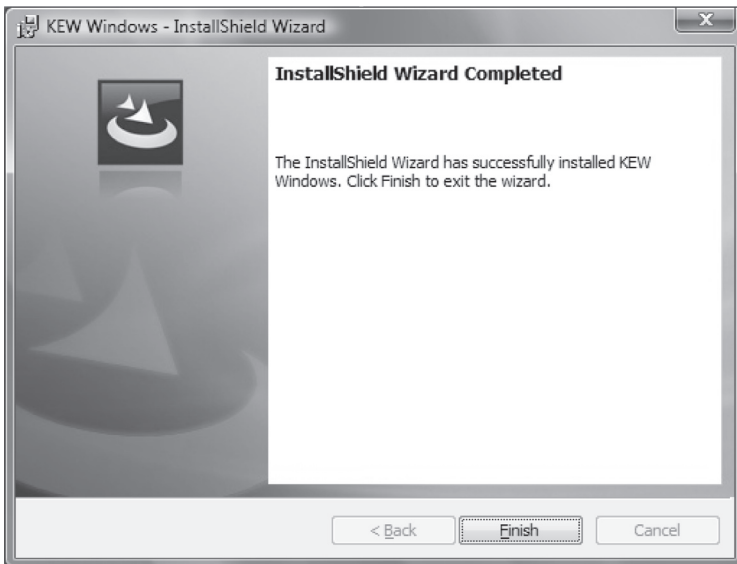 KEW Windows - InstallShield Wizard
X
InstallShield Wizard Completed
The InstallShield Wizard has successfully installed KEW
Windows. Click Finish to exit the wizard.
< Back
Finish
Cancel